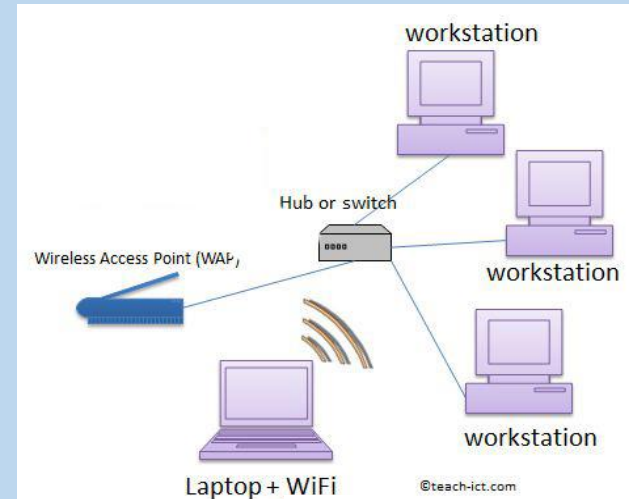 workstation
Hub or switch
Wireless Access Point (WAP)
workstation
workstation
Laptop + WiFi
©teach-ict.com